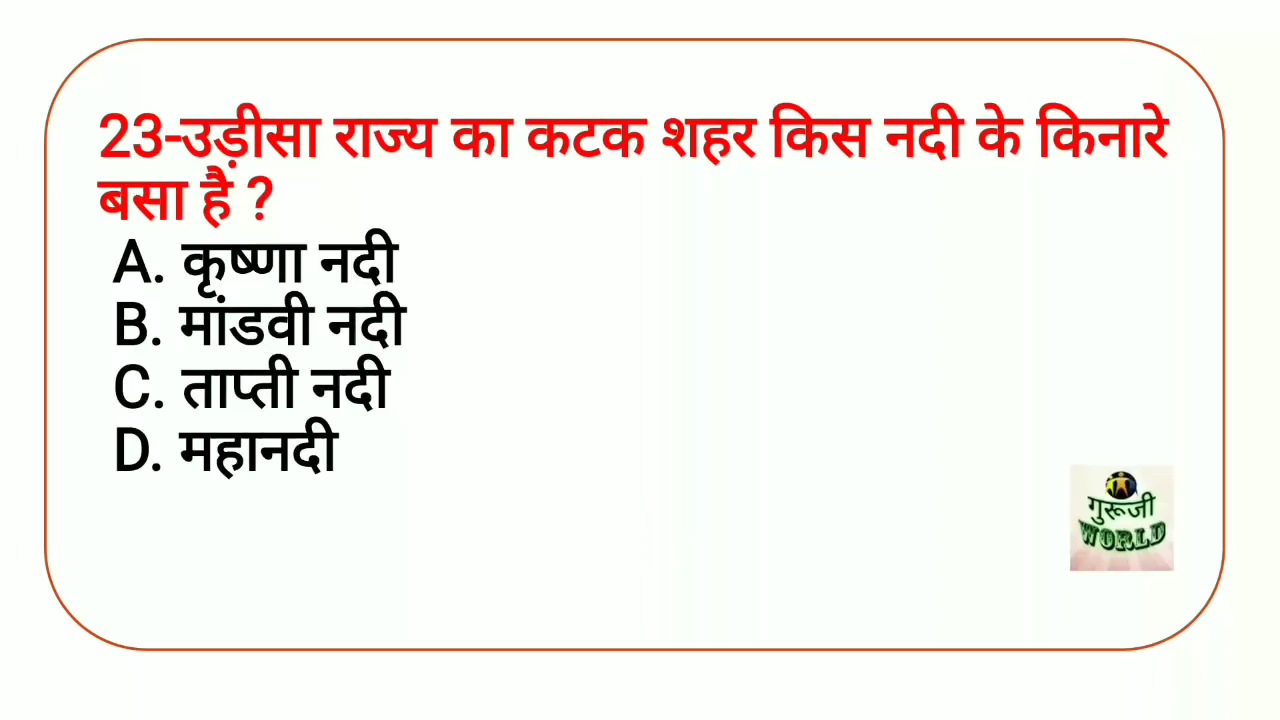 23-उड़ीसा राज्य का कटक शहर किस नदी के किनारे
बसा है ?
A. कृष्णा नदी
B. मांडवी नदी
C. ताप्ती नदी
D. महानदी
गुरूजी
WORLD